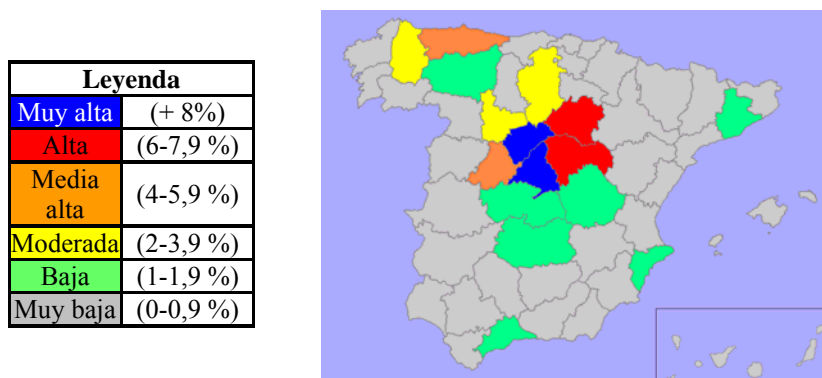 Leyenda
Muy alta (+ 8%)
Alta (6-7,9 %)
Media
alta (4-5,9 %)
Moderada (2-3,9 %)
Baja (1-1,9 %)
Muy baja (0-0,9 %)